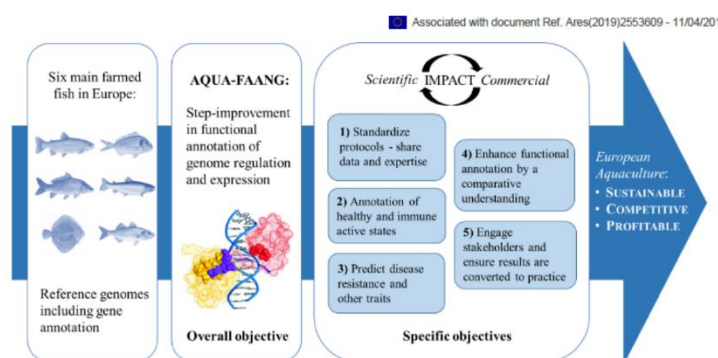 Associated with document Ref. Ares(2019)2553609 - 11/04/201
Six main farmed
fish in Europe:
Reference genomes
including gene
annotation
AQUA-FAANG:
Step-improvement
in functional
annotation of
genome regulation
and expression
Overall objective
Scientific IMPACT Commercial
1) Standardize
protocols - share
data and expertise
2) Annotation of
healthy and immune
active states
3) Predict disease
resistance and
other traits
4) Enhance functional
annotation by a
comparative
understanding
5) Engage
stakeholders and
ensure results are
converted to practice
Specific objectives
European
Aquaculture:
• SUSTAINABLE
• COMPETITIVE
• PROFITABLE